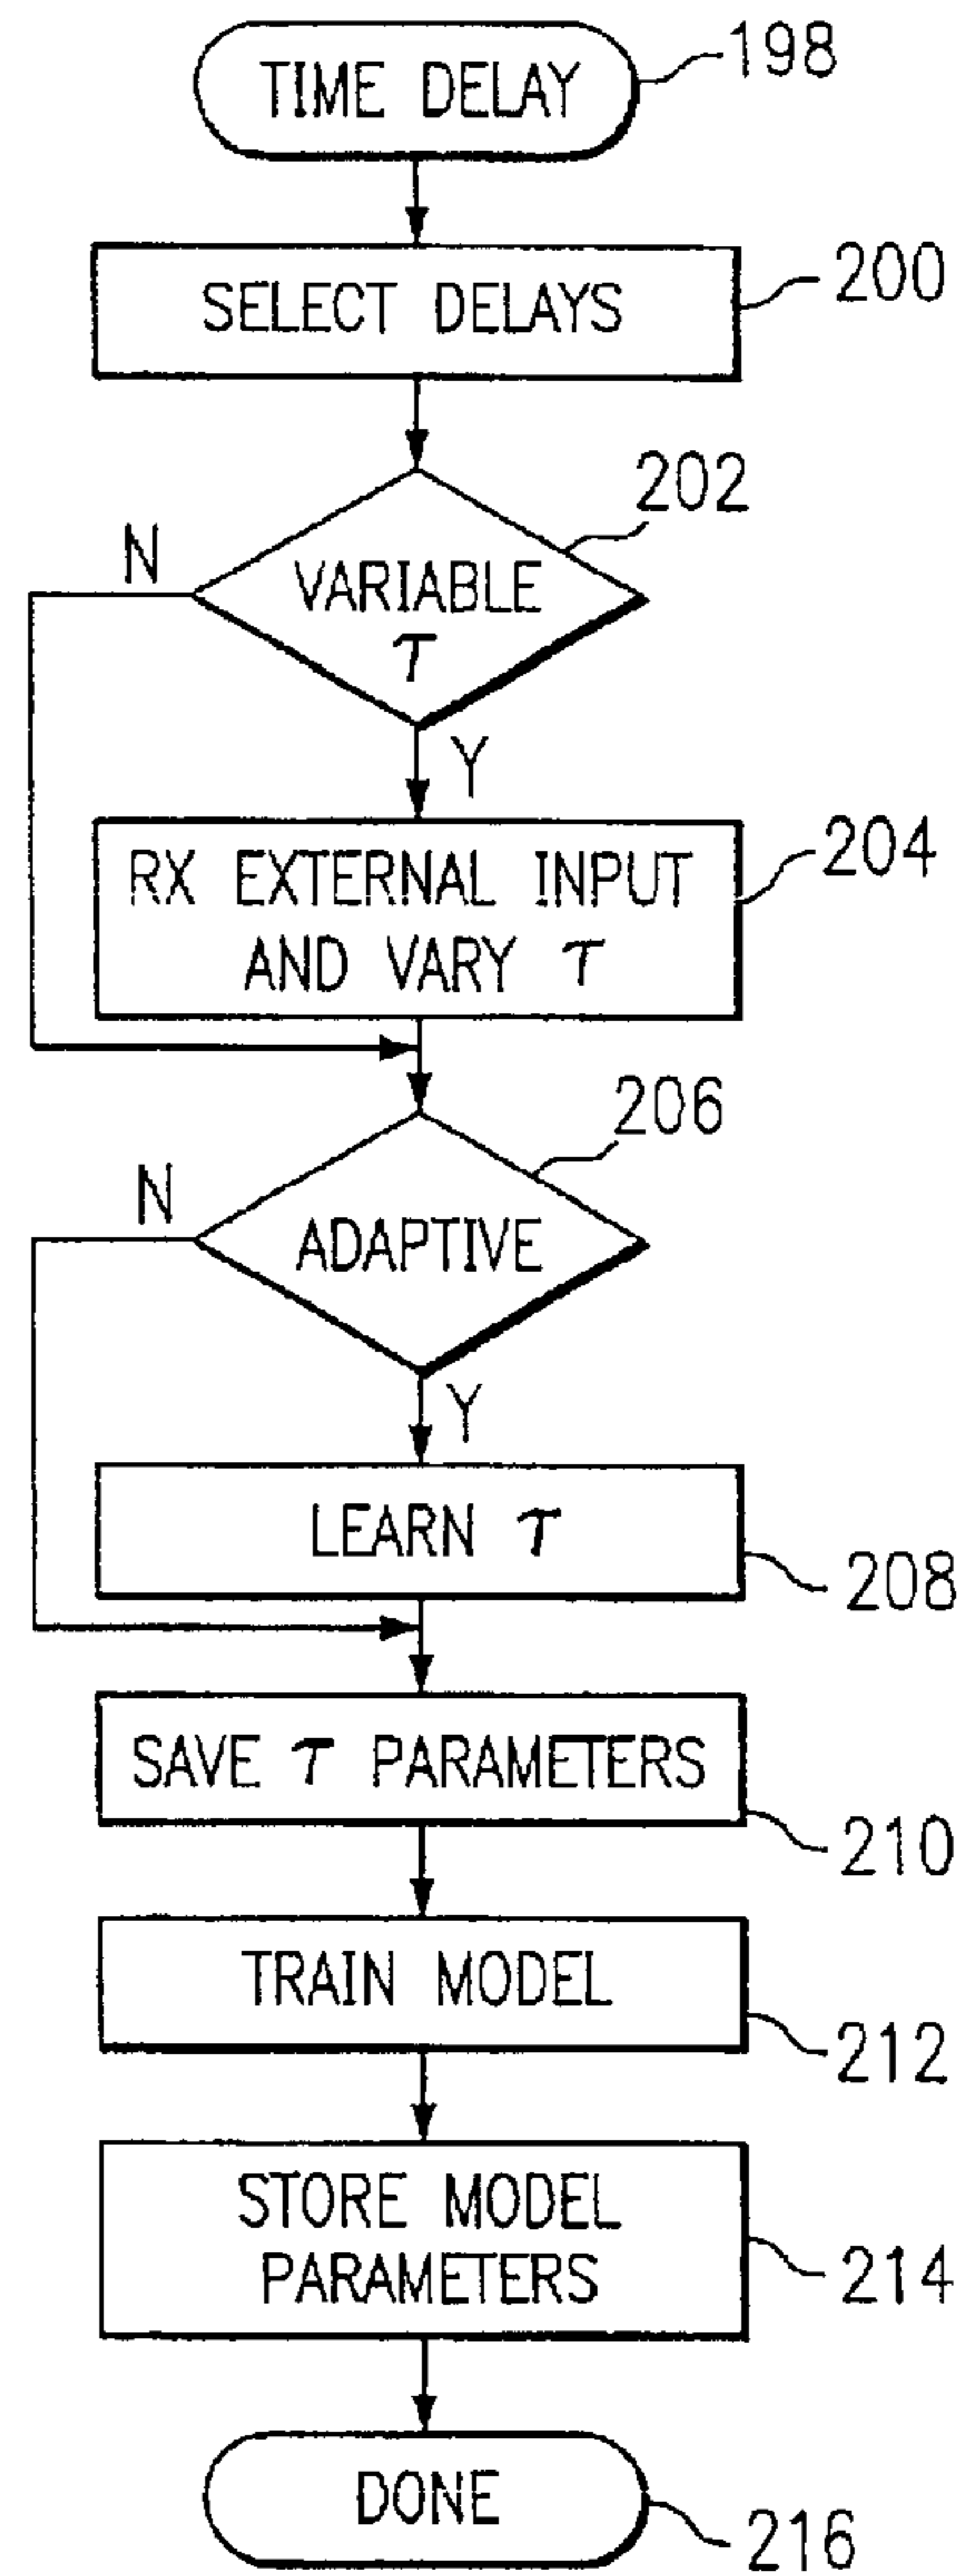 TIME DELAY
198
SELECT DELAYS
200
202
N
VARIABLE
τ
Y
RX EXTERNAL INPUT
AND VARY τ
204
206
N
ADAPTIVE
Y
LEARN τ
208
SAVE τ PARAMETERS
210
TRAIN MODEL
212
STORE MODEL
PARAMETERS
214
DONE
216